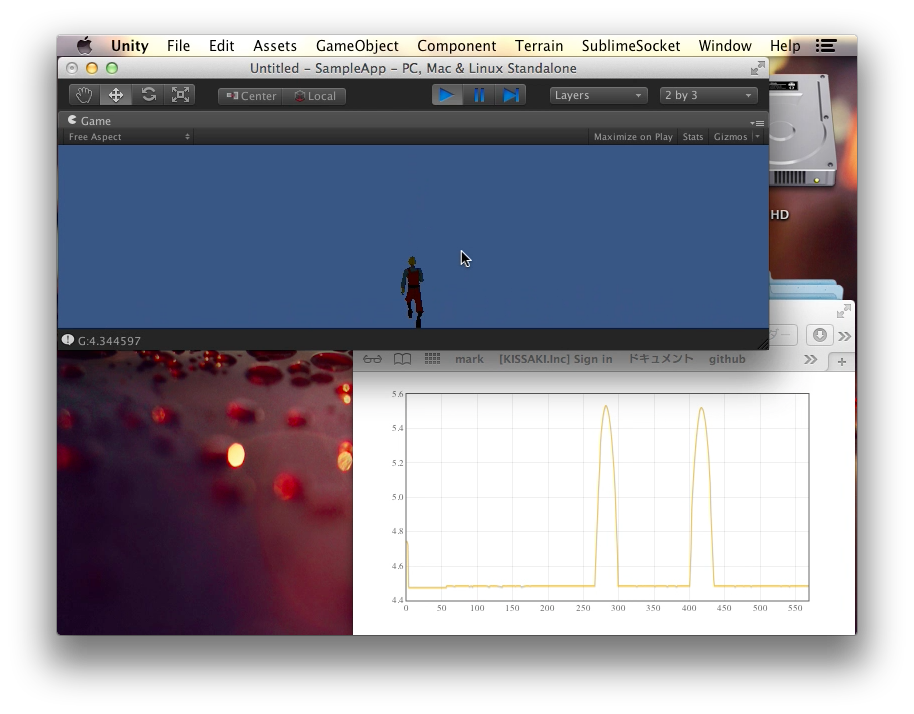 Unity File Edit Assets GameObject Component Terrain SublimeSocket Window Help
Untitled – SampleApp – PC, Mac & Linux Standalone
Center Local Layers 2 by 3
Game
Free Aspect Maximize on Play Stats Gizmos
HD
G:4.344597
mark [KISSAKI.Inc] Sign in ドキュメント github
5.6
5.4
5.2
5.0
4.8
4.6
4.4
0 50 100 150 200 250 300 350 400 450 500 550